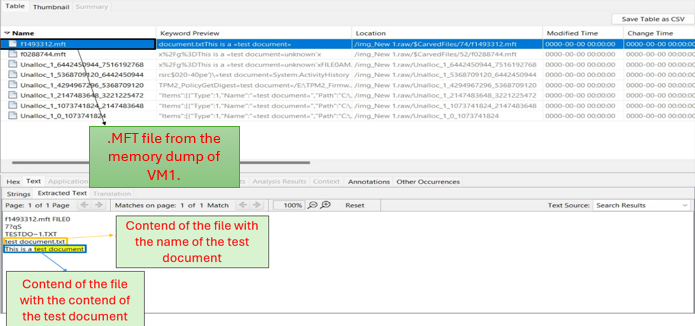 Table Thumbnail Summary
Save Table as CSV
Name Keyword Preview Location Modified Time Change Time
f1493312.mft document.txtThis is a «test document« /img_New 1.raw/$CarvedFiles/74/f1493312.mft 0000-00-00 00:00:00 0000-00-00 00:00:00
f0288744.mft x%2Fg%3DThis is a «test document«unknown'x /img_New 1.raw/$CarvedFiles/52/f0288744.mft 0000-00-00 00:00:00 0000-00-00 00:00:00
Unalloc_1_6442450944_7516192768 x%2Fg%3DThis is a «test document«unknown'xFILE0AM. /img_New 1.raw/Unalloc_1_6442450944_7516192768 0000-00-00 00:00:00 0000-00-00 00:00:00
Unalloc_1_5368709120_6442450944 nsrc$020-40pe'}\«test document«System.ActivityHistory /img_New 1.raw/Unalloc_1_5368709120_6442450944 0000-00-00 00:00:00 0000-00-00 00:00:00
Unalloc_1_4294967296_5368709120 TPM2_PolicyGetDigest«test document«/E\TPM2_Firmw.. /img_New 1.raw/Unalloc_1_4294967296_5368709120 0000-00-00 00:00:00 0000-00-00 00:00:00
Unalloc_1_2147483648_3221225472 "Items":[{"Type":1,"Name":"«test document«","Path":"C:\. /img_New 1.raw/Unalloc_1_2147483648_3221225472 0000-00-00 00:00:00 0000-00-00 00:00:00
Unalloc_1_1073741824_2147483648 "Items":[{"Type":1,"Name":"«test document«","Path":"C:\. /img_New 1.raw/Unalloc_1_1073741824_2147483648 0000-00-00 00:00:00 0000-00-00 00:00:00
Unalloc_1_0_1073741824 "Items":[{"Type":1,"Name":"«test document«","Path":"C:\, /img_New 1.raw/Unalloc_1_0_1073741824 0000-00-00 00:00:00 0000-00-00 00:00:00
.MFT file from the
memory dump of
VM1.
Hex Text Application Analysis Results Context Annotations Other Occurrences
Strings Extracted Text Translation
Page: 1 of 1 Page Matches on page: 1 of 1 Match 100% Reset Text Source: Search Results
f1493312.mft FILE0
7?qS
TESTDO~1.TXT
test document.txt
This is a test document
Contend of the file
with the name of the test
document
Contend of the file
with the contend of
the test document